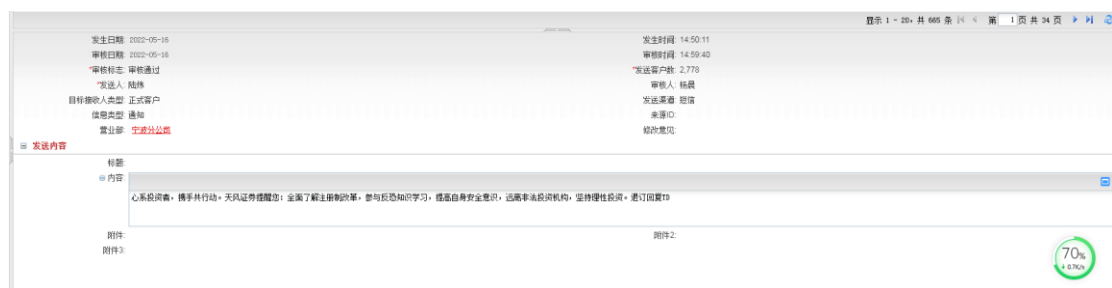 显示 1 - 20，共 665 条 第 1 页 共 34 页
发生日期: 2022-05-16 发生时间: 14:50:11
审核日期: 2022-05-16 审核时间: 14:59:40
*审核标志: 审核通过 *发送客户数: 2,778
*发送人: 陆炜 审核人: 杨晨
目标接收人类型: 正式客户 发送渠道: 短信
信息类型: 通知 来源ID:
营业部: 宁波分公司 修改意见:
发送内容
标题:
内容:
心系投资者，携手共行动。天风证券提醒您：全面了解注册制改革，参与反恐知识学习，提高自身安全意识，远离非法投资机构，坚持理性投资。退订回复TD
附件: 附件2:
附件3:
70%
↓ 0.7K/s